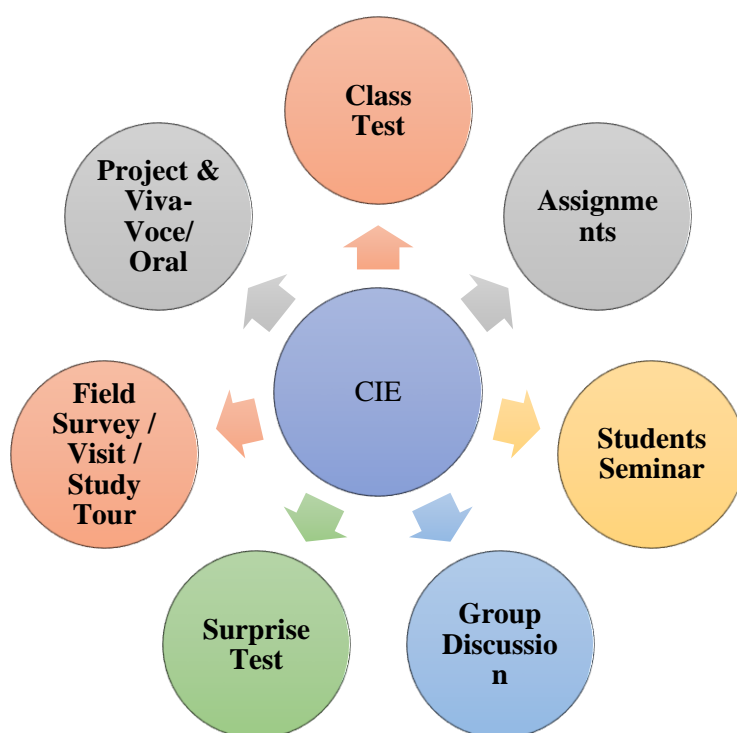 Class
Test
Assignme
nts
Students
Seminar
Group
Discussio
n
Surprise
Test
Field
Survey /
Visit /
Study
Tour
Project &
Viva-
Voce/
Oral
CIE